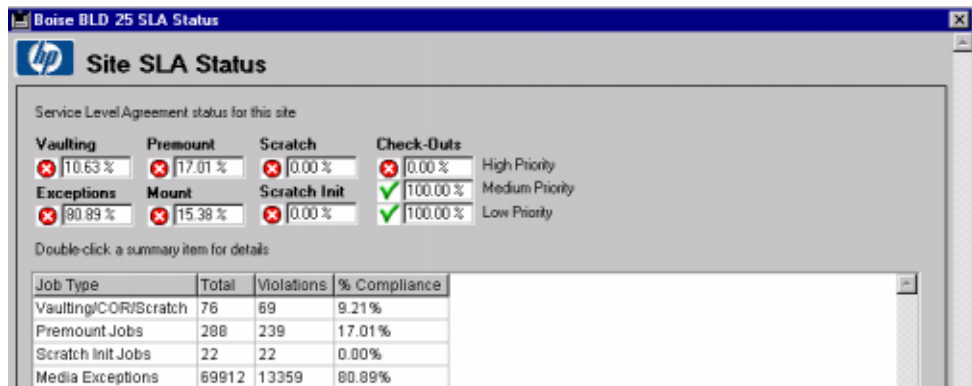 Boise BLD 25 SLA Status
hp
Site SLA Status
Service Level Agreement status for this site
Vaulting Premount Scratch Check-Outs
10.63 % 17.01 % 0.00 % 0.00 % High Priority
100.00 % Medium Priority
Exceptions Mount Scratch Init
80.89 % 15.38 % 0.00 % 100.00 % Low Priority
Double-click a summary item for details
Job Type Total Violations % Compliance
Vaulting/COR/Scratch 76 69 9.21%
Premount Jobs 288 239 17.01%
Scratch Init Jobs 22 22 0.00%
Media Exceptions 69912 13359 80.89%